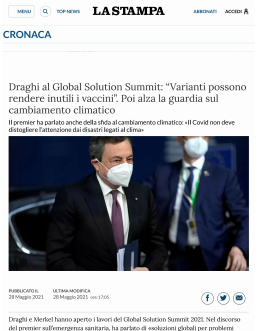 MENU
TOP NEWS
LA STAMPA
ABBONATI
ACCEDI
CRONACA
Draghi al Global Solution Summit: “Varianti possono
rendere inutili i vaccini”. Poi alza la guardia sul
cambiamento climatico
Il premier ha parlato anche della sfida al cambiamento climatico: «Il Covid non deve
distogliere l'attenzione dai disastri legati al clima»
PUBBLICATO IL
28 Maggio 2021
ULTIMA MODIFICA
28 Maggio 2021 ore 17:05
Draghi e Merkel hanno aperto i lavori del Global Solution Summit 2021. Nel discorso
del premier sull'emergenza sanitaria, ha parlato di «soluzioni globali per problemi